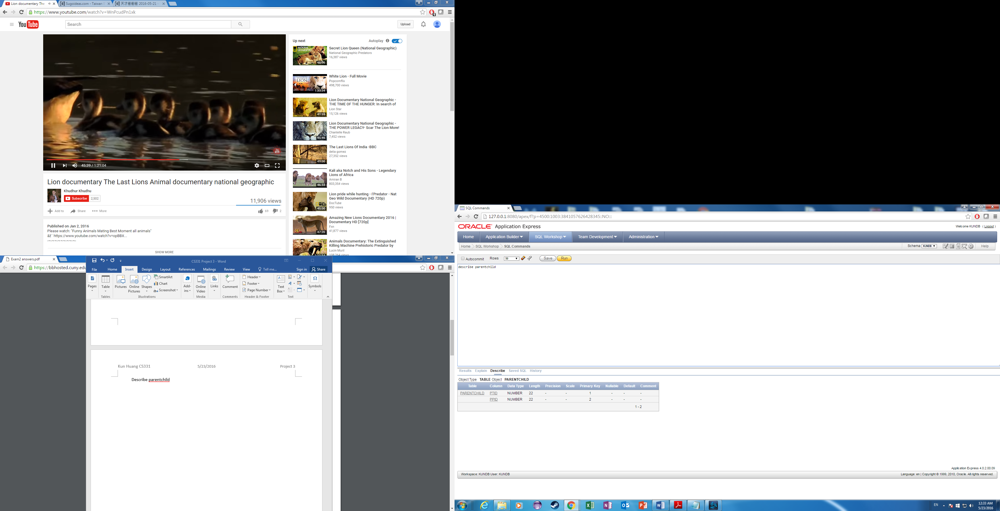 Lion documentary The
Sugoideas.com - Taiwan
天才衝衝衝 2016-05-21 -
https://www.youtube.com/watch?v=WnPcudPn1xk
YouTube
Search
Upload
45:39 / 1:21:04
Lion documentary The Last Lions Animal documentary national geographic
Khudhur Khudhu
Subscribe 2,502
11,906 views
Add to Share More
69 2
Published on Jan 2, 2016
Please watch: "Funny Animals Mating Best Moment all animals"
âž¨ https://www.youtube.com/watch?v=opBBX...
-~-~~-~~~-~~-~-
SHOW MORE
Up next Autoplay
NATIONAL GEOGRAPHIC
46:06
Secret Lion Queen (National Geographic)
National Geographic Predators
16,387 views
LION
1:33:34
White Lion - Full Movie
Popcornflix
498,700 views
41:55
Lion Documentary National Geographic -
THE TIME OF THE HUNGER: In search of
Lion Star
15,126 views
45:46
Lion Documentary National Geographic -
THE POWER LEGACY- Scar The Lion More!
Chantelle Raub
7,452 views
49:00
The Last Lions Of India -BBC
delia gomez
27,352 views
46:33
Kali aka Notch and His Sons - Legendary
Lions of Africa
Amiran B
803,354 views
NAT GEO WILD
45:00
Lion pride while hunting - I'Predator - Nat
Geo Wild Documentary (HD 720p)
DocTube
950 views
47:20
Amazing New Lions Documentary 2016 |
Documentary HD [720p]
Fxn
41,877 views
1:11:34
Animals Documentary: The Extinguished
Killing Machine Prehistoric Predator by
Lucin Muril
108,264 views
Exam2 answers.pdf
https://bbhosted.cuny.edu
CS331 Project 3 - Word
File Home Insert Design Layout References Mailings Review View Tell me... Sign in Share
Pages
Table
Pictures
Online Pictures
Shapes
SmartArt
Chart
Screenshot
Add-ins
Online Video
Links
Comment
Header
Footer
Page Number
Text Box
Symbols
Tables Illustrations Media Comments Header & Footer Text
Kun Huang CS331 5/23/2016 Project 3
Describe parentchild
SQL Commands
127.0.0.1:8080/apex/f?p=4500:1003:3841057626428345::NO:::
ORACLE Application Express
Welcome KUNDB ( Logout )
Home Application Builder SQL Workshop Team Development Administration
Home SQL Workshop SQL Commands
Schema KUNDB Help
Autocommit Rows 50 Save Run
describe parentchild
Results Explain Describe Saved SQL History
Object Type TABLE Object PARENTCHILD
Table Column Data Type Length Precision Scale Primary Key Nullable Default Comment
PARENTCHILD PTID NUMBER 22 - - 1 - - -
PPID NUMBER 22 - - 2 - - -
1 - 2
Application Express 4.0.2.00.09
Workspace: KUNDB User: KUNDB
Language: en | Copyright © 1999, 2010, Oracle. All rights reserved.
EN
12:33 AM
5/23/2016